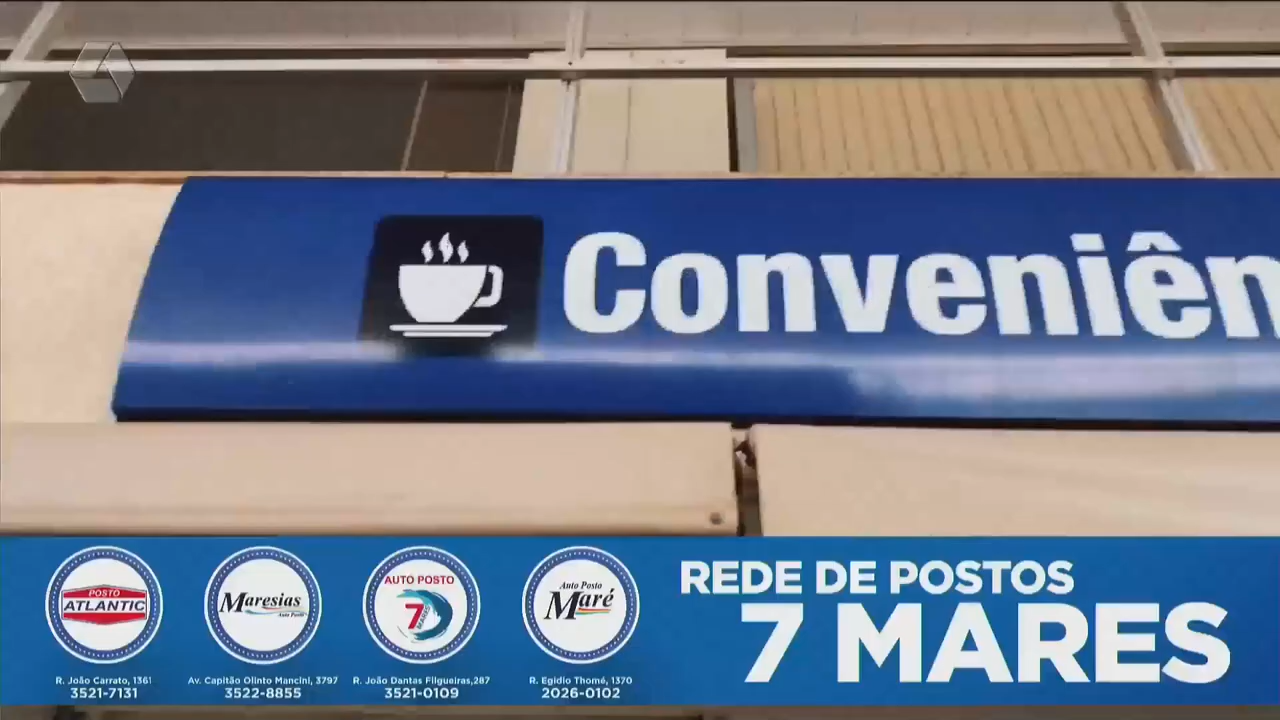 Conveniên
POSTO
ATLANTIC
R. João Carrato, 1361
3521-7131
Maresias
Auto Posto
Av. Capitão Olinto Mancini, 3797
3522-8855
AUTO POSTO
7
R. João Dantas Filgueiras,287
3521-0109
Auto Posto
Maré
R. Egidio Thomé, 1370
2026-0102
REDE DE POSTOS
7 MARES